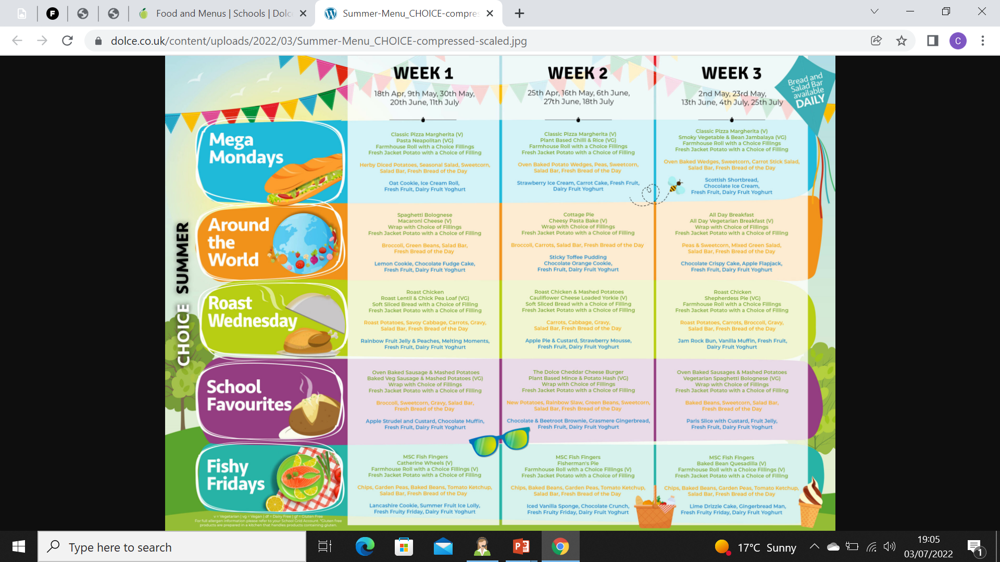 Food and Menus | Schools | Dolc
Summer-Menu_CHOICE-compres
dolce.co.uk/content/uploads/2022/03/Summer-Menu_CHOICE-compressed-scaled.jpg
C
F
WEEK 1
18th Apr, 9th May, 30th May,
20th June, 11th July
WEEK 2
25th Apr, 16th May, 6th June,
27th June, 18th July
WEEK 3
2nd May, 23rd May,
13th June, 4th July, 25th July
Bread and
Salad Bar
available
DAILY
CHOICE SUMMER
Mega
Mondays
Classic Pizza Margherita (V)
Pasta Neapolitan (VG)
Farmhouse Roll with a Choice Fillings
Fresh Jacket Potato with a Choice of Filling
Herby Diced Potatoes, Seasonal Salad, Sweetcorn,
Salad Bar, Fresh Bread of the Day
Oat Cookie, Ice Cream Roll,
Fresh Fruit, Dairy Fruit Yoghurt
Classic Pizza Margherita (V)
Plant Based Chilli & Rice (VG)
Farmhouse Roll with a Choice Fillings
Fresh Jacket Potato with a Choice of Filling
Oven Baked Potato Wedges, Peas, Sweetcorn,
Salad Bar, Fresh Bread of the Day
Strawberry Ice Cream, Carrot Cake, Fresh Fruit,
Dairy Fruit Yoghurt
Classic Pizza Margherita (V)
Smoky Vegetable & Bean Jambalaya (VG)
Farmhouse Roll with a Choice Fillings
Fresh Jacket Potato with a Choice of Filling
Oven Baked Wedges, Sweetcorn, Carrot Stick Salad,
Salad Bar, Fresh Bread of the Day
Scottish Shortbread,
Chocolate Ice Cream,
Fresh Fruit, Dairy Fruit Yoghurt
Around
the
World
Spaghetti Bolognese
Macaroni Cheese (V)
Wrap with Choice of Fillings
Fresh Jacket Potato with a Choice of Filling
Broccoli, Green Beans, Salad Bar,
Fresh Bread of the Day
Lemon Cookie, Chocolate Fudge Cake,
Fresh Fruit, Dairy Fruit Yoghurt
Cottage Pie
Cheesy Pasta Bake (V)
Wrap with Choice of Fillings
Fresh Jacket Potato with a Choice of Filling
Broccoli, Carrots, Salad Bar, Fresh Bread of the Day
Sticky Toffee Pudding
Chocolate Orange Cookie,
Fresh Fruit, Dairy Fruit Yoghurt
All Day Breakfast
All Day Vegetarian Breakfast (V)
Wrap with Choice of Fillings
Fresh Jacket Potato with a Choice of Filling
Peas & Sweetcorn, Mixed Green Salad,
Salad Bar, Fresh Bread of the Day
Chocolate Crispy Cake, Apple Flapjack,
Fresh Fruit, Dairy Fruit Yoghurt
Roast
Wednesday
Roast Chicken
Roast Lentil & Chick Pea Loaf (VG)
Soft Sliced Bread with a Choice of Filling
Fresh Jacket Potato with a Choice of Filling
Roast Potatoes, Savoy Cabbage, Carrots, Gravy,
Salad Bar, Fresh Bread of the Day
Rainbow Fruit Jelly & Peaches, Melting Moments,
Fresh Fruit, Dairy Fruit Yoghurt
Roast Chicken & Mashed Potatoes
Cauliflower Cheese Loaded Yorkie (V)
Soft Sliced Bread with a Choice of Filling
Fresh Jacket Potato with a Choice of Filling
Carrots, Cabbage, Gravy,
Salad Bar, Fresh Bread of the Day
Apple Pie & Custard, Strawberry Mousse,
Fresh Fruit, Dairy Fruit Yoghurt
Roast Chicken
Shepherdess Pie (VG)
Farmhouse Roll with a Choice Fillings
Fresh Jacket Potato with a Choice of Filling
Roast Potatoes, Carrots, Broccoli, Gravy,
Salad Bar, Fresh Bread of the Day
Jam Rock Bun, Vanilla Muffin, Fresh Fruit,
Dairy Fruit Yoghurt
School
Favourites
Oven Baked Sausage & Mashed Potatoes
Baked Veg Sausage & Mashed Potatoes (VG)
Wrap with Choice of Fillings
Fresh Jacket Potato with a Choice of Filling
Broccoli, Sweetcorn, Gravy, Salad Bar,
Fresh Bread of the Day
Apple Strudel and Custard, Chocolate Muffin,
Fresh Fruit, Dairy Fruit Yoghurt
The Dolce Cheddar Cheese Burger
Plant Based Mince & Potato Hash (VG)
Wrap with Choice of Fillings
Fresh Jacket Potato with a Choice of Filling
New Potatoes, Rainbow Slaw, Green Beans, Sweetcorn,
Salad Bar, Fresh Bread of the Day
Chocolate & Beetroot Brownie, Grasmere Gingerbread,
Fresh Fruit, Dairy Fruit Yoghurt
Oven Baked Sausages & Mashed Potatoes
Vegetarian Spaghetti Bolognese (VG)
Wrap with Choice of Fillings
Fresh Jacket Potato with a Choice of Filling
Baked Beans, Sweetcorn, Salad Bar,
Fresh Bread of the Day
Paris Slice with Custard, Fruit Jelly,
Fresh Fruit, Dairy Fruit Yoghurt
Fishy
Fridays
MSC Fish Fingers
Catherine Wheels (V)
Farmhouse Roll with a Choice Fillings (V)
Fresh Jacket Potato with a Choice of Filling
Chips, Garden Peas, Baked Beans, Tomato Ketchup,
Salad Bar, Fresh Bread of the Day
Lancashire Cookie, Summer Fruit Ice Lolly,
Fresh Fruity Friday, Dairy Fruit Yoghurt
MSC Fish Fingers
Fisherman's Pie
Farmhouse Roll with a Choice Fillings (V)
Fresh Jacket Potato with a Choice of Filling
Chips, Baked Beans, Garden Peas, Tomato Ketchup,
Salad Bar, Fresh Bread of the Day
Iced Vanilla Sponge, Chocolate Crunch,
Fresh Fruity Friday, Dairy Fruit Yoghurt
MSC Fish Fingers
Baked Bean Quesadilla (V)
Farmhouse Roll with a Choice Fillings (V)
Fresh Jacket Potato with a Choice of Filling
Chips, Baked Beans, Garden Peas, Tomato Ketchup,
Salad Bar, Fresh Bread of the Day
Lime Drizzle Cake, Gingerbread Man,
Fresh Fruity Friday, Dairy Fruit Yoghurt
v = Vegetarian | vg = Vegan | df = Dairy Free | gf = Gluten Free
For full allergen information please refer to your School Grid Account. *Gluten free
products are prepared in a kitchen that handles products containing gluten.
Type here to search
17°C Sunny
19:05
03/07/2022
1